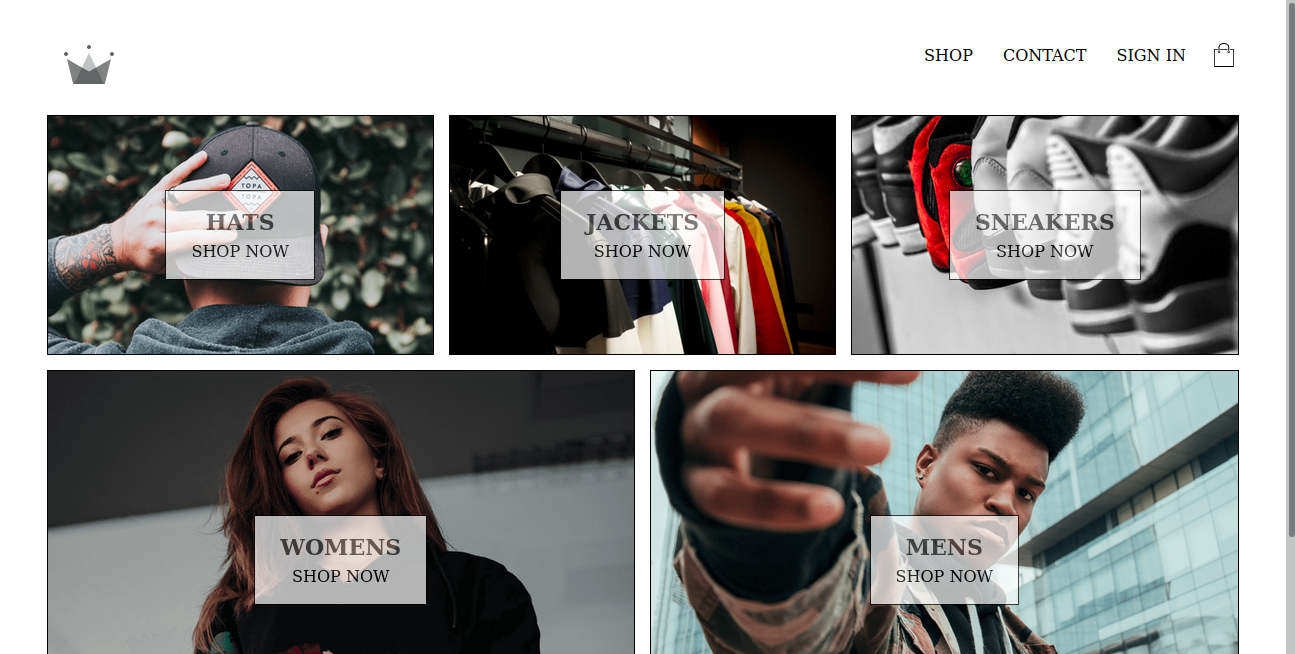 SHOP CONTACT SIGN IN
TOPA
TOPA
HATS
SHOP NOW
JACKETS
SHOP NOW
SNEAKERS
SHOP NOW
WOMENS
SHOP NOW
MENS
SHOP NOW